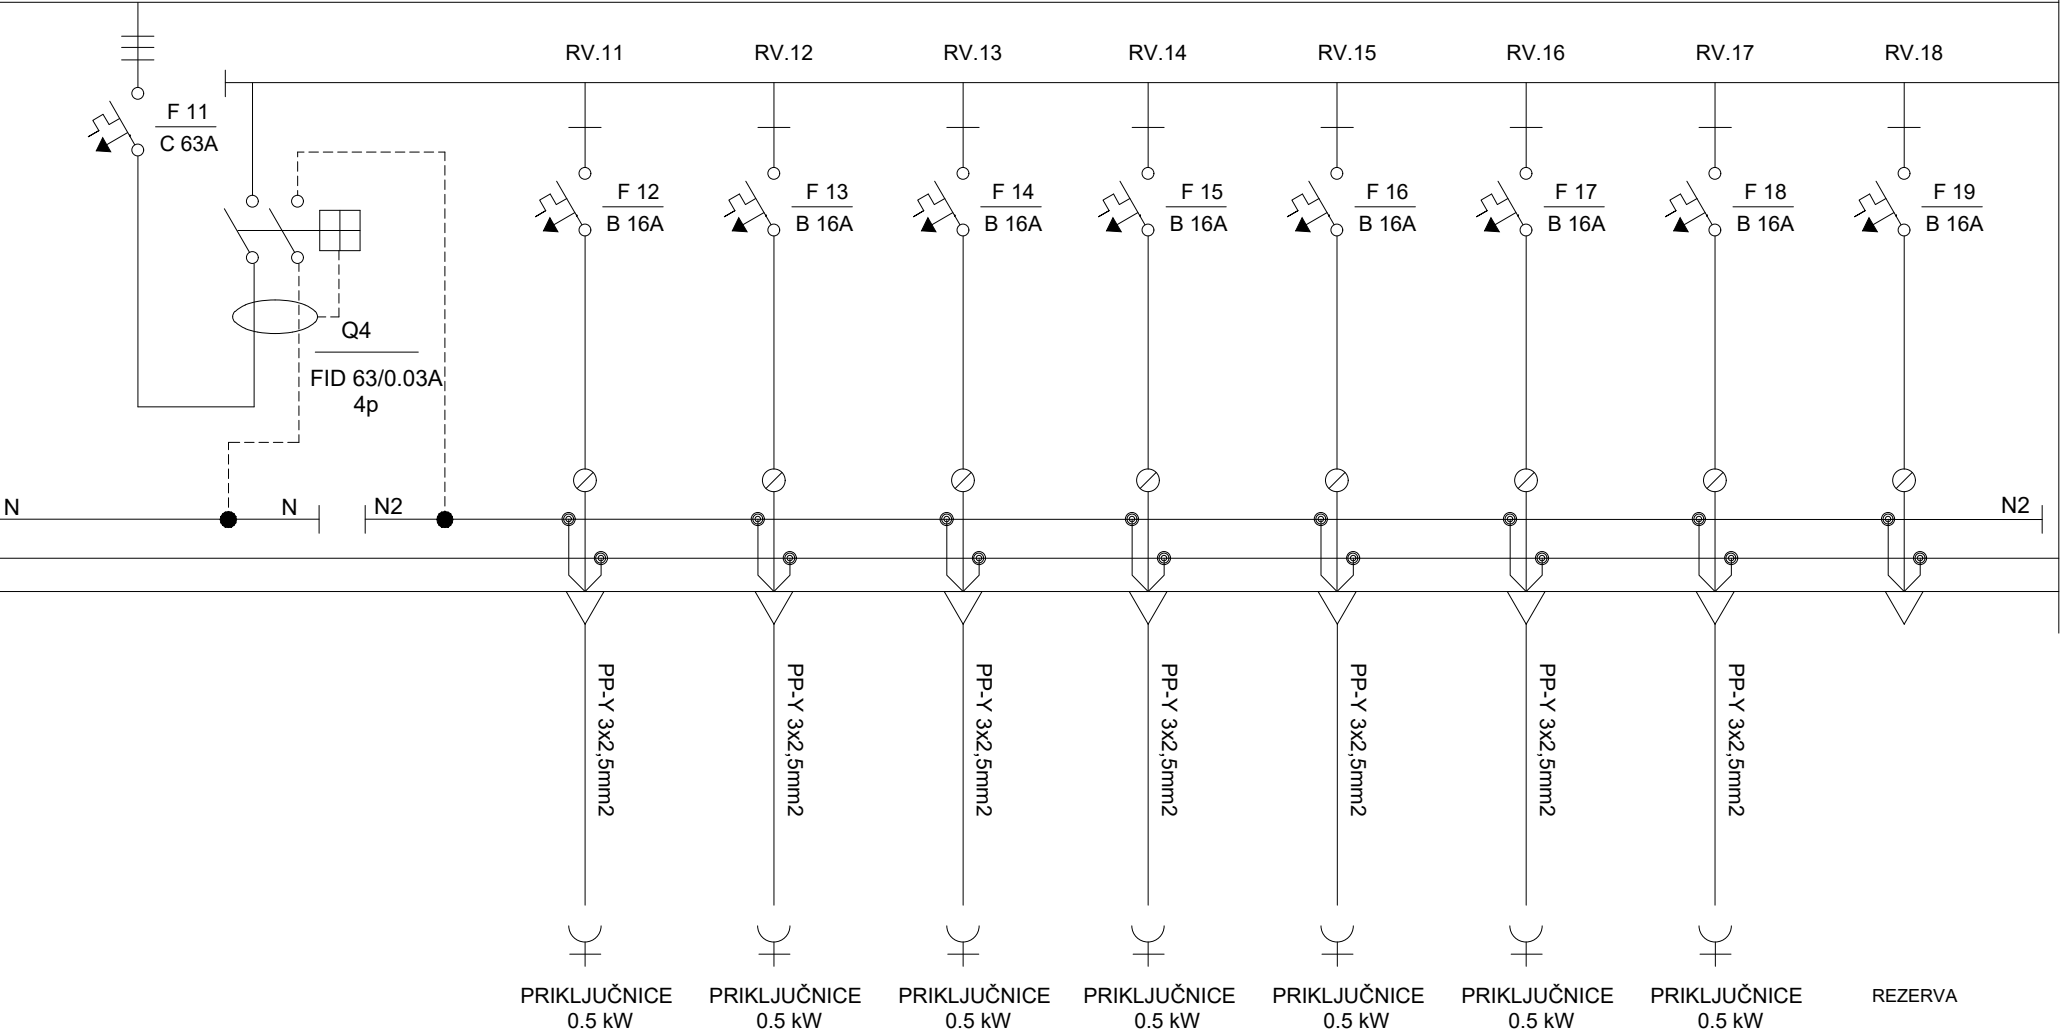 RV.11 RV.12 RV.13 RV.14 RV.15 RV.16 RV.17 RV.18
F 11
C 63A
F 12 F 13 F 14 F 15 F 16 F 17 F 18 F 19
B 16A B 16A B 16A B 16A B 16A B 16A B 16A B 16A
Q4
FID 63/0.03A
4p
N N N2 N2
PP-Y 3x2,5mm2
PP-Y 3x2,5mm2
PP-Y 3x2,5mm2
PP-Y 3x2,5mm2
PP-Y 3x2,5mm2
PP-Y 3x2,5mm2
PP-Y 3x2,5mm2
PRIKLJUČNICE PRIKLJUČNICE PRIKLJUČNICE PRIKLJUČNICE PRIKLJUČNICE PRIKLJUČNICE PRIKLJUČNICE REZERVA
0.5 kW 0.5 kW 0.5 kW 0.5 kW 0.5 kW 0.5 kW 0.5 kW